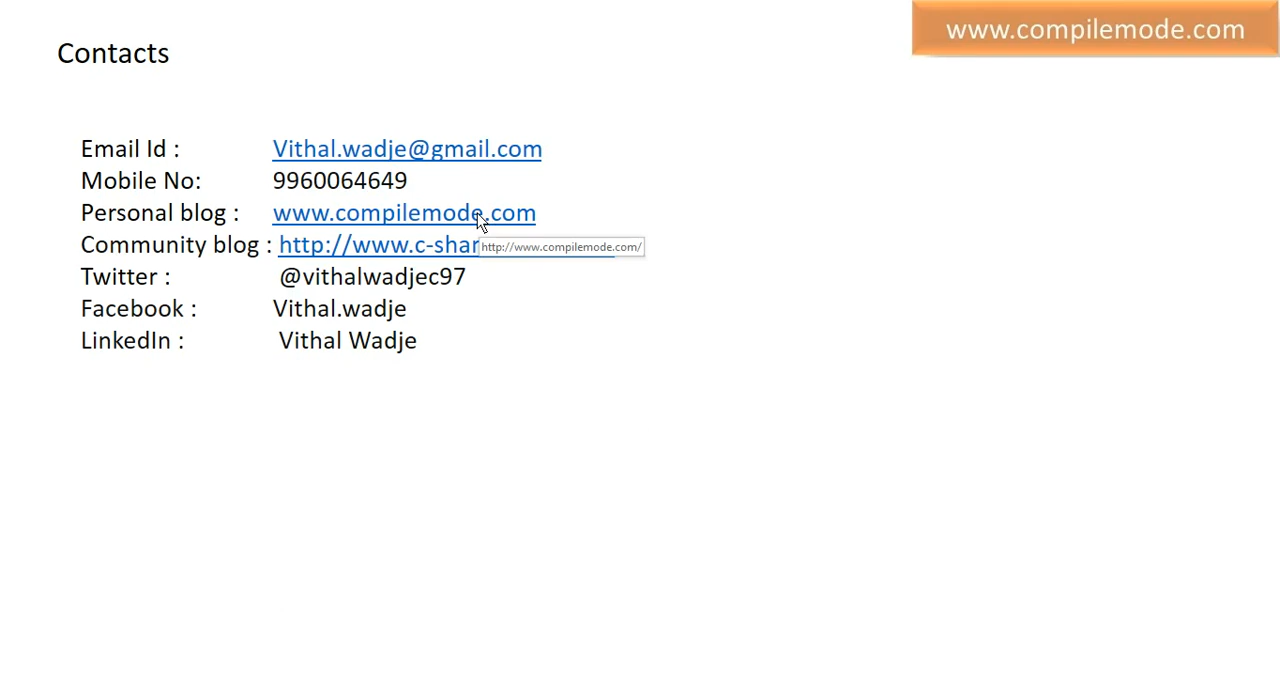 www.compilemode.com
Contacts
Email Id : Vithal.wadje@gmail.com
Mobile No: 9960064649
Personal blog : www.compilemode.com
Community blog : http://www.c-shar
http://www.compilemode.com/
Twitter : @vithalwadjec97
Facebook : Vithal.wadje
LinkedIn : Vithal Wadje